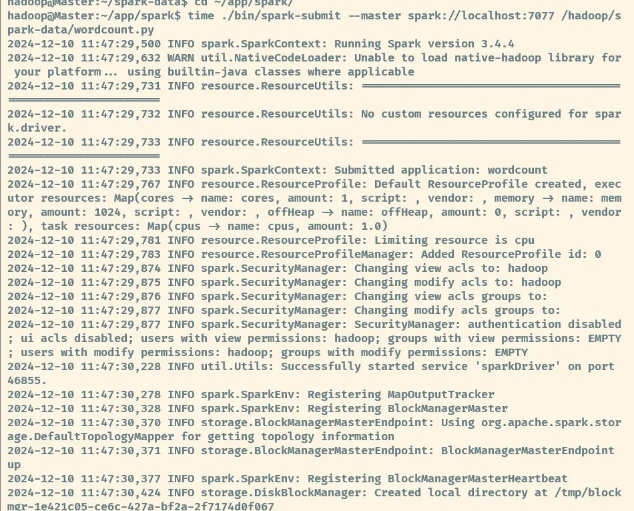 hadoop@Master:~/spark-data$ cd ~/app/spark/
hadoop@Master:~/app/spark$ time ./bin/spark-submit --master spark://localhost:7077 /hadoop/s
park-data/wordcount.py
2024-12-10 11:47:29,500 INFO spark.SparkContext: Running Spark version 3.4.4
2024-12-10 11:47:29,632 WARN util.NativeCodeLoader: Unable to load native-hadoop library for
 your platform... using builtin-java classes where applicable
2024-12-10 11:47:29,731 INFO resource.ResourceUtils: ======================================
======================
2024-12-10 11:47:29,732 INFO resource.ResourceUtils: No custom resources configured for spar
k.driver.
2024-12-10 11:47:29,733 INFO resource.ResourceUtils: ======================================
======================
2024-12-10 11:47:29,733 INFO spark.SparkContext: Submitted application: wordcount
2024-12-10 11:47:29,767 INFO resource.ResourceProfile: Default ResourceProfile created, exec
utor resources: Map(cores -> name: cores, amount: 1, script: , vendor: , memory -> name: mem
ory, amount: 1024, script: , vendor: , offHeap -> name: offHeap, amount: 0, script: , vendor
: ), task resources: Map(cpus -> name: cpus, amount: 1.0)
2024-12-10 11:47:29,781 INFO resource.ResourceProfile: Limiting resource is cpu
2024-12-10 11:47:29,783 INFO resource.ResourceProfileManager: Added ResourceProfile id: 0
2024-12-10 11:47:29,874 INFO spark.SecurityManager: Changing view acls to: hadoop
2024-12-10 11:47:29,875 INFO spark.SecurityManager: Changing modify acls to: hadoop
2024-12-10 11:47:29,876 INFO spark.SecurityManager: Changing view acls groups to:
2024-12-10 11:47:29,877 INFO spark.SecurityManager: Changing modify acls groups to:
2024-12-10 11:47:29,877 INFO spark.SecurityManager: SecurityManager: authentication disabled
; ui acls disabled; users with view permissions: hadoop; groups with view permissions: EMPTY
; users with modify permissions: hadoop; groups with modify permissions: EMPTY
2024-12-10 11:47:30,228 INFO util.Utils: Successfully started service 'sparkDriver' on port
46855.
2024-12-10 11:47:30,278 INFO spark.SparkEnv: Registering MapOutputTracker
2024-12-10 11:47:30,328 INFO spark.SparkEnv: Registering BlockManagerMaster
2024-12-10 11:47:30,370 INFO storage.BlockManagerMasterEndpoint: Using org.apache.spark.stor
age.DefaultTopologyMapper for getting topology information
2024-12-10 11:47:30,371 INFO storage.BlockManagerMasterEndpoint: BlockManagerMasterEndpoint
up
2024-12-10 11:47:30,377 INFO spark.SparkEnv: Registering BlockManagerMasterHeartbeat
2024-12-10 11:47:30,424 INFO storage.DiskBlockManager: Created local directory at /tmp/block
mgr-1e421c05-ce6c-427a-bf2a-2f7174d0f067